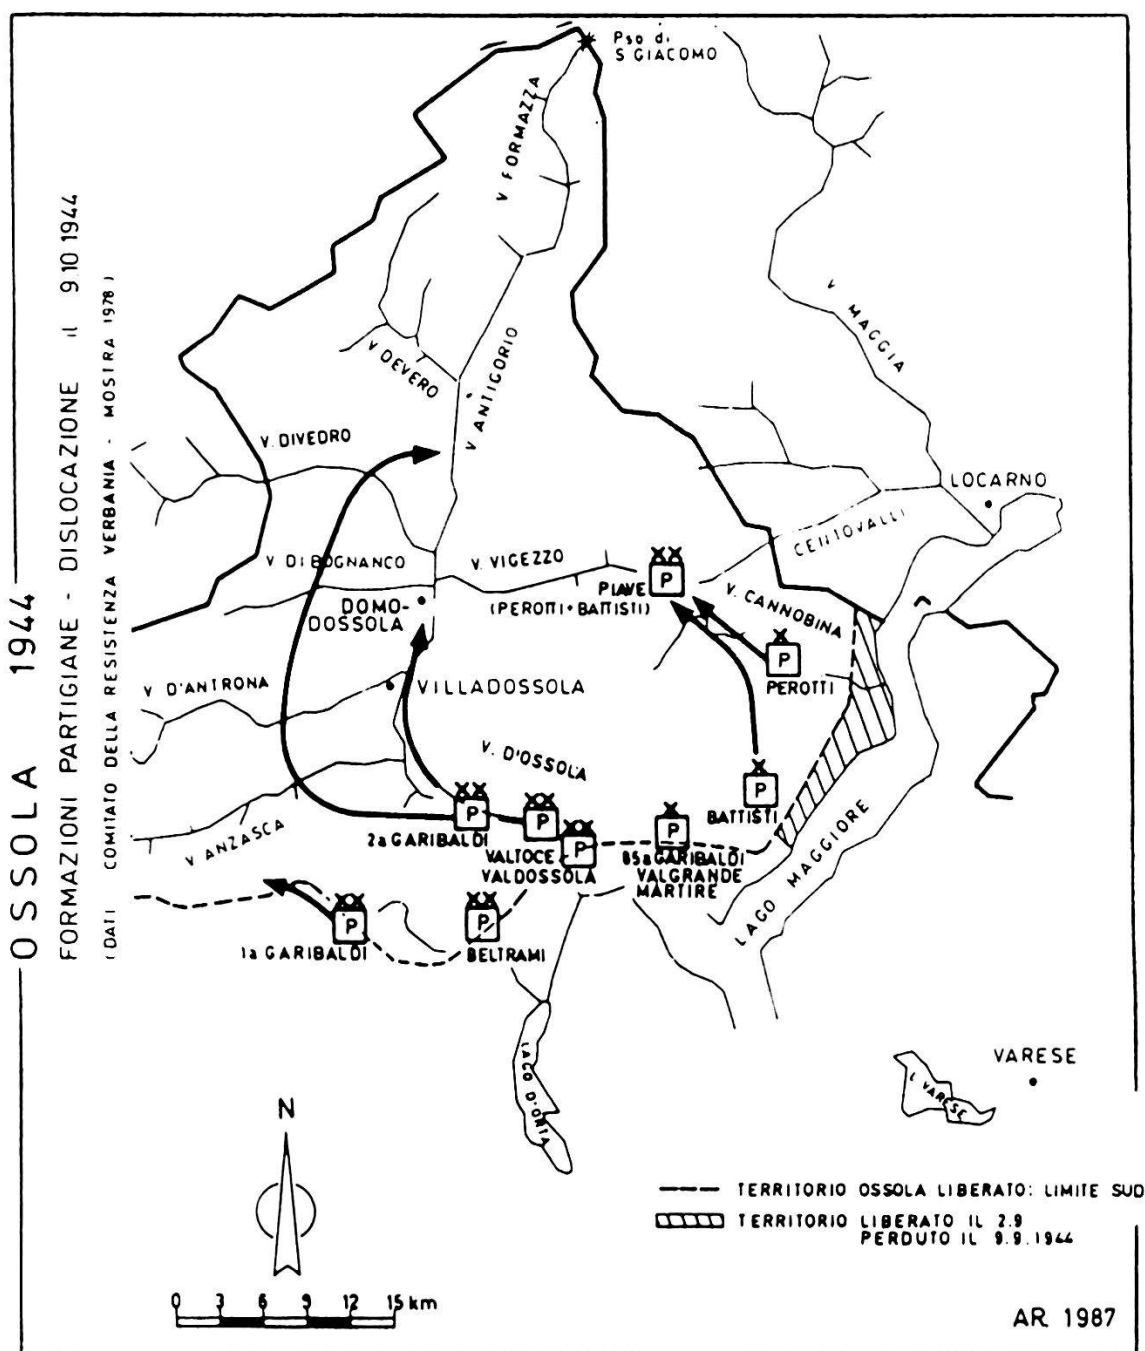 OSSOLA 1944
FORMAZIONI PARTIGIANE - DISLOCAZIONE il 9.10 1944
(DATI COMITATO DELLA RESISTENZA VERBANIA - MOSTRA 1978)
Pso di
S GIACOMO
V FORMAZZA
V MAGGIA
V DEVERO
V ANTIGORIO
V. DIVEDRO
LOCARNO
CENTOVALLI
V DI BOGNANCO
V. VIGEZZO
PIAVE
(PEROTTI + BATTISTI)
P
V. CANNOBINA
DOMO-
DOSSOLA
P
PEROTTI
V D'ANTRONA
VILLADOSSOLA
V. D'OSSOLA
P
BATTISTI
V ANZASCA
P
2a GARIBALDI
P
VALTOCE
P
VALDOSSOLA
P
85a GARIBALDI
VALGRANDE
MARTIRE
LAGO MAGGIORE
P
1a GARIBALDI
P
BELTRAMI
LAGO D'ORTA
VARESE
L VARESE
N
TERRITORIO OSSOLA LIBERATO: LIMITE SUD
TERRITORIO LIBERATO IL 2.9
PERDUTO IL 9.9.1944
0 3 6 9 12 15 km
AR. 1987